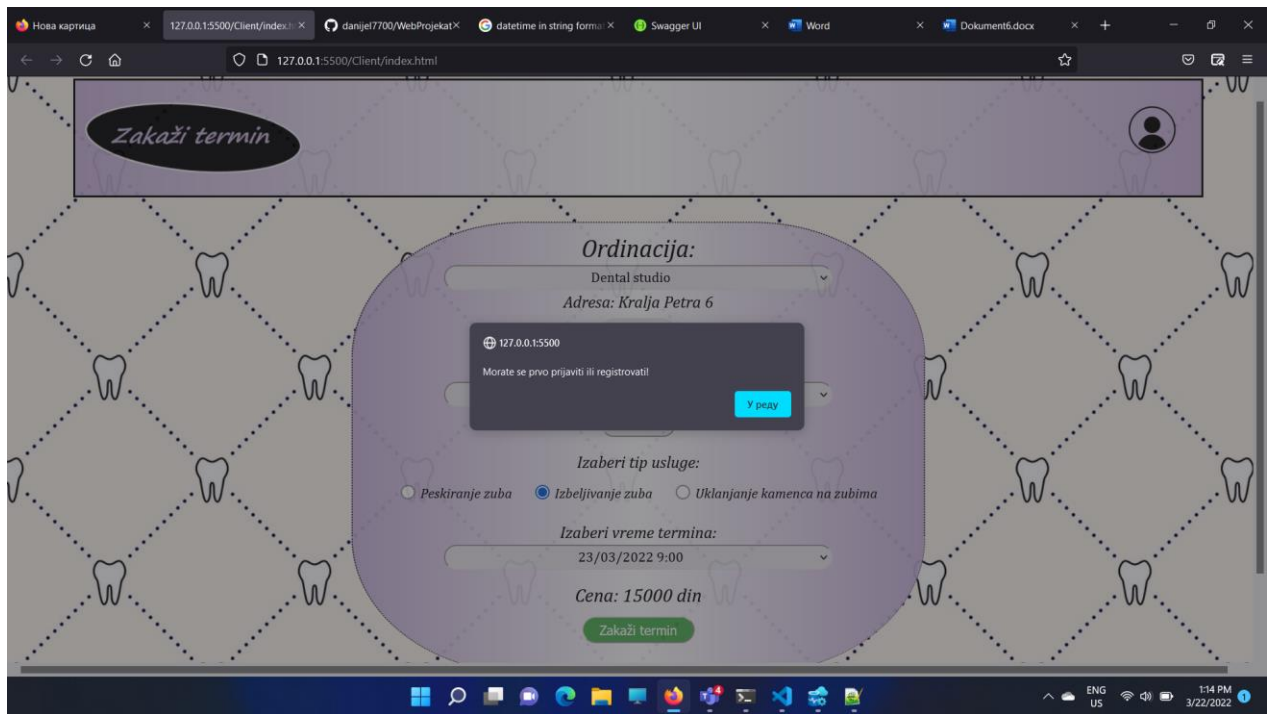 Нова картица
127.0.0.1:5500/Client/index.h
danijel7700/WebProjekat
datetime in string format
Swagger UI
Word
Dokument6.docx
127.0.0.1:5500/Client/index.html
Zakaži termin
Ordinacija:
Dental studio
Adresa: Kralja Petra 6
127.0.0.1:5500
Morate se prvo prijaviti ili registrovati!
У реду
Izaberi tip usluge:
Peskiranje zuba
Izbeljivanje zuba
Uklanjanje kamenca na zubima
Izaberi vreme termina:
23/03/2022 9:00
Cena: 15000 din
Zakaži termin
ENG
US
1:14 PM
3/22/2022
1